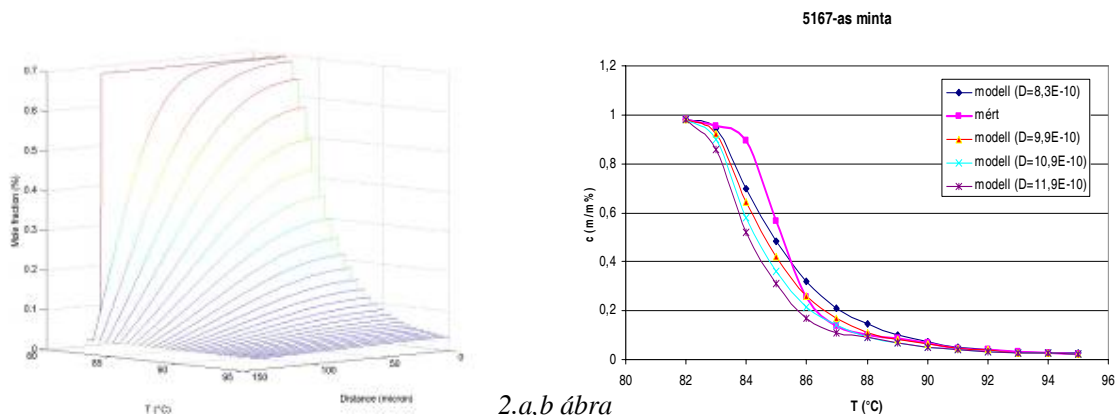 5167-as minta
0.7
0.6
0.5
0.4
0.3
0.2
0.1
0
Mole fraction (%)
80
85
90
95
150
100
50
0
T (°C)
Distance (micron)
1,2
1
0,8
0,6
0,4
0,2
0
c (m/m%)
modell (D=8,3E-10)
mért
modell (D=9,9E-10)
modell (D=10,9E-10)
modell (D=11,9E-10)
80 82 84 86 88 90 92 94 96
T (°C)
2.a,b ábra